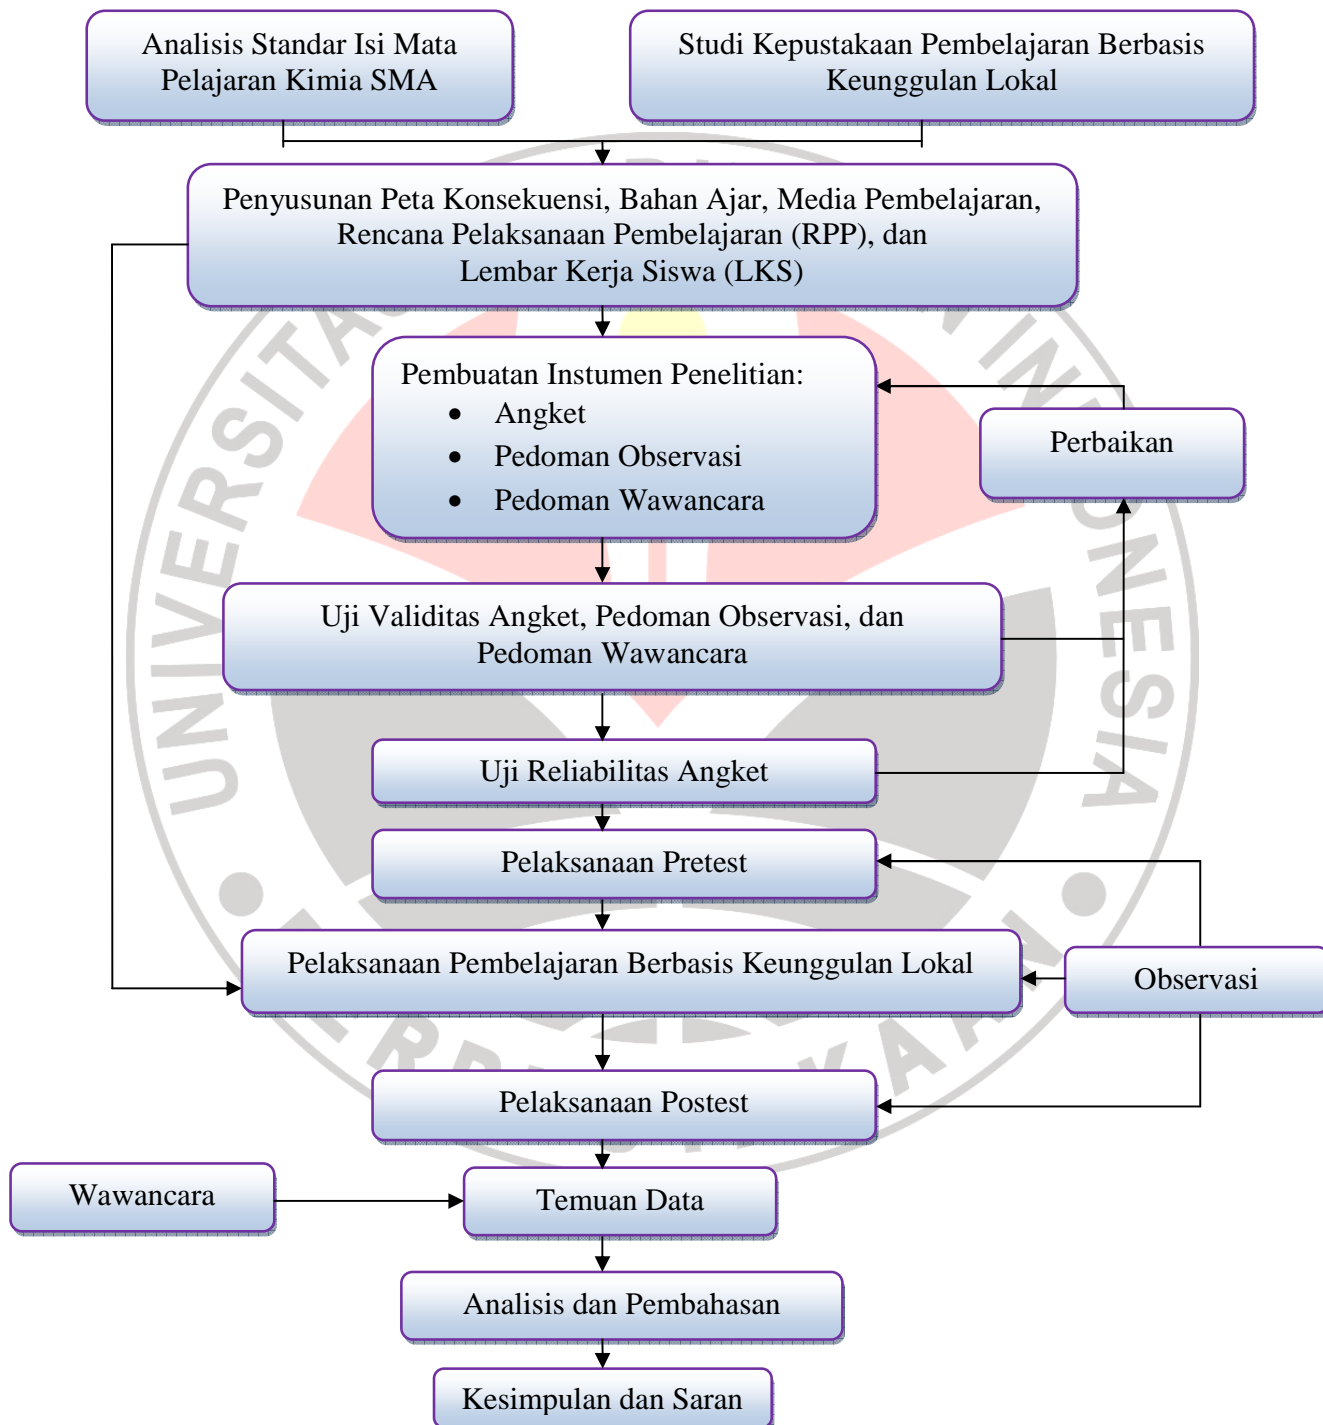 Analisis Standar Isi Mata
Pelajaran Kimia SMA
Studi Kepustakaan Pembelajaran Berbasis
Keunggulan Lokal
Penyusunan Peta Konsekuensi, Bahan Ajar, Media Pembelajaran,
Rencana Pelaksanaan Pembelajaran (RPP), dan
Lembar Kerja Siswa (LKS)
Pembuatan Instumen Penelitian:
• Angket
• Pedoman Observasi
• Pedoman Wawancara
Perbaikan
Uji Validitas Angket, Pedoman Observasi, dan
Pedoman Wawancara
Uji Reliabilitas Angket
Pelaksanaan Pretest
Pelaksanaan Pembelajaran Berbasis Keunggulan Lokal
Observasi
Pelaksanaan Postest
Wawancara
Temuan Data
Analisis dan Pembahasan
Kesimpulan dan Saran
UNIVERSITAS
INDONESIA